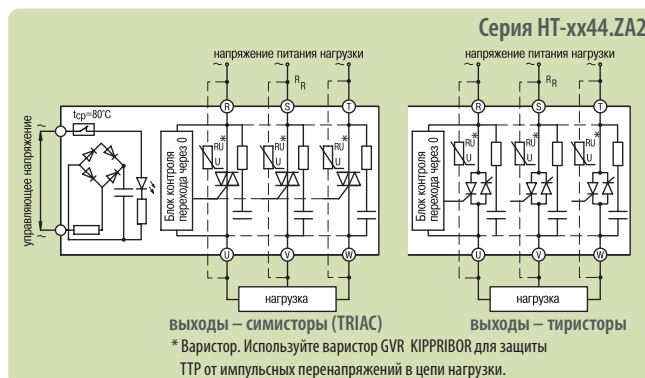 Серия HT-xx44.ZA2
напряжение питания нагрузки
напряжение питания нагрузки
~ ~ ~
~ ~ ~
R R
R R
R S T
R S T
tср=80°C
управляющее напряжение
~
~
Блок контроля
перехода через 0
RU *
U
RU
U
RU
U
Блок контроля
перехода через 0
RU *
U
RU
U
RU
U
U V W
U V W
нагрузка
нагрузка
выходы – симисторы (TRIAC)
выходы – тиристоры
* Варистор. Используйте варистор GVR KIPPRIBOR для защиты
ТТР от импульсных перенапряжений в цепи нагрузки.